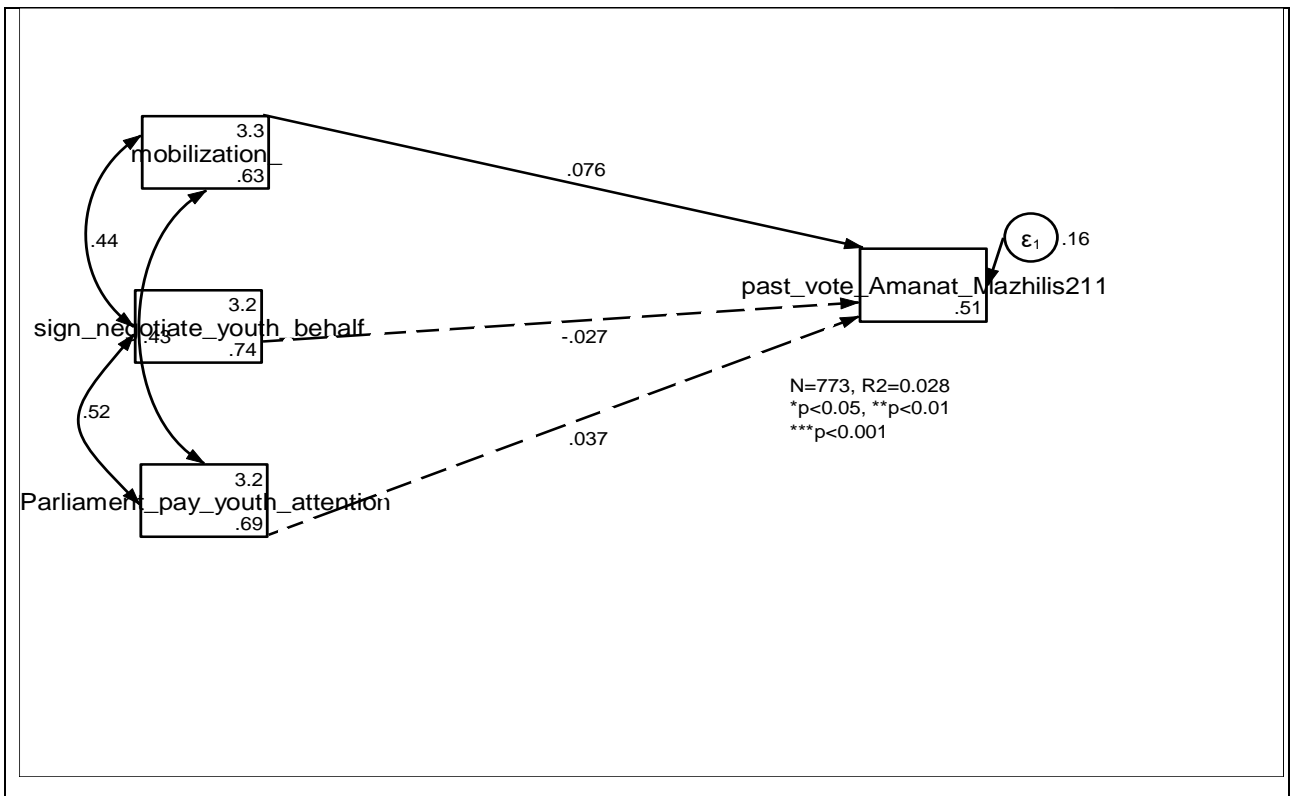 3.3
mobilization_
.63
.076
ε1
.16
.44
3.2
sign_negotiate_youth_behalf
.43
.74
past_vote_Amanat_Mazhilis211
.51
-.027
.52
N=773, R2=0.028
*p<0.05, **p<0.01
***p<0.001
.037
3.2
Parliament_pay_youth_attention
.69